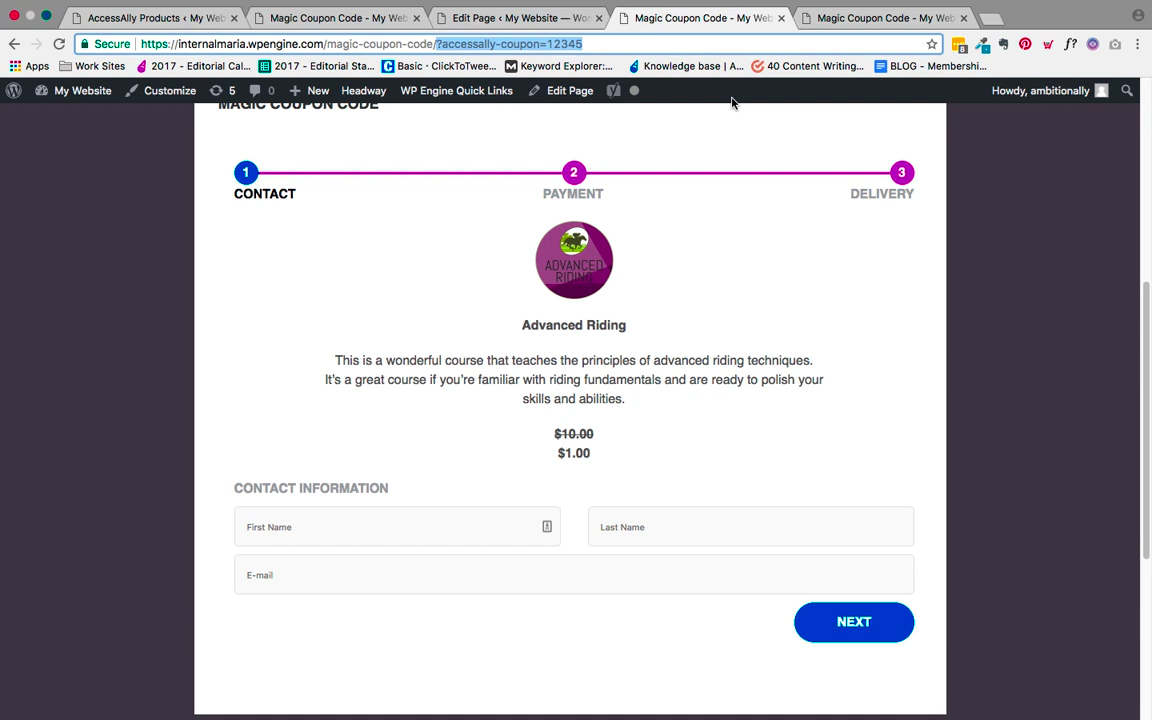 AccessAlly Products ‹ My Web
Magic Coupon Code - My Web
Edit Page ‹ My Website — Wor
Magic Coupon Code - My Web
Magic Coupon Code - My Web
Secure https://internalmaria.wpengine.com/magic-coupon-code/?accessally-coupon=12345
Apps Work Sites 2017 - Editorial Cal... 2017 - Editorial Sta... Basic · ClickToTwee... Keyword Explorer:... Knowledge base | A... 40 Content Writing... BLOG - Membershi...
My Website Customize 5 0 New Headway WP Engine Quick Links Edit Page Howdy, ambitionally
MAGIC COUPON CODE
1 2 3
CONTACT PAYMENT DELIVERY
ADVANCED
RIDING
Advanced Riding
This is a wonderful course that teaches the principles of advanced riding techniques.
It's a great course if you're familiar with riding fundamentals and are ready to polish your
skills and abilities.
$10.00
$1.00
CONTACT INFORMATION
First Name Last Name
E-mail
NEXT